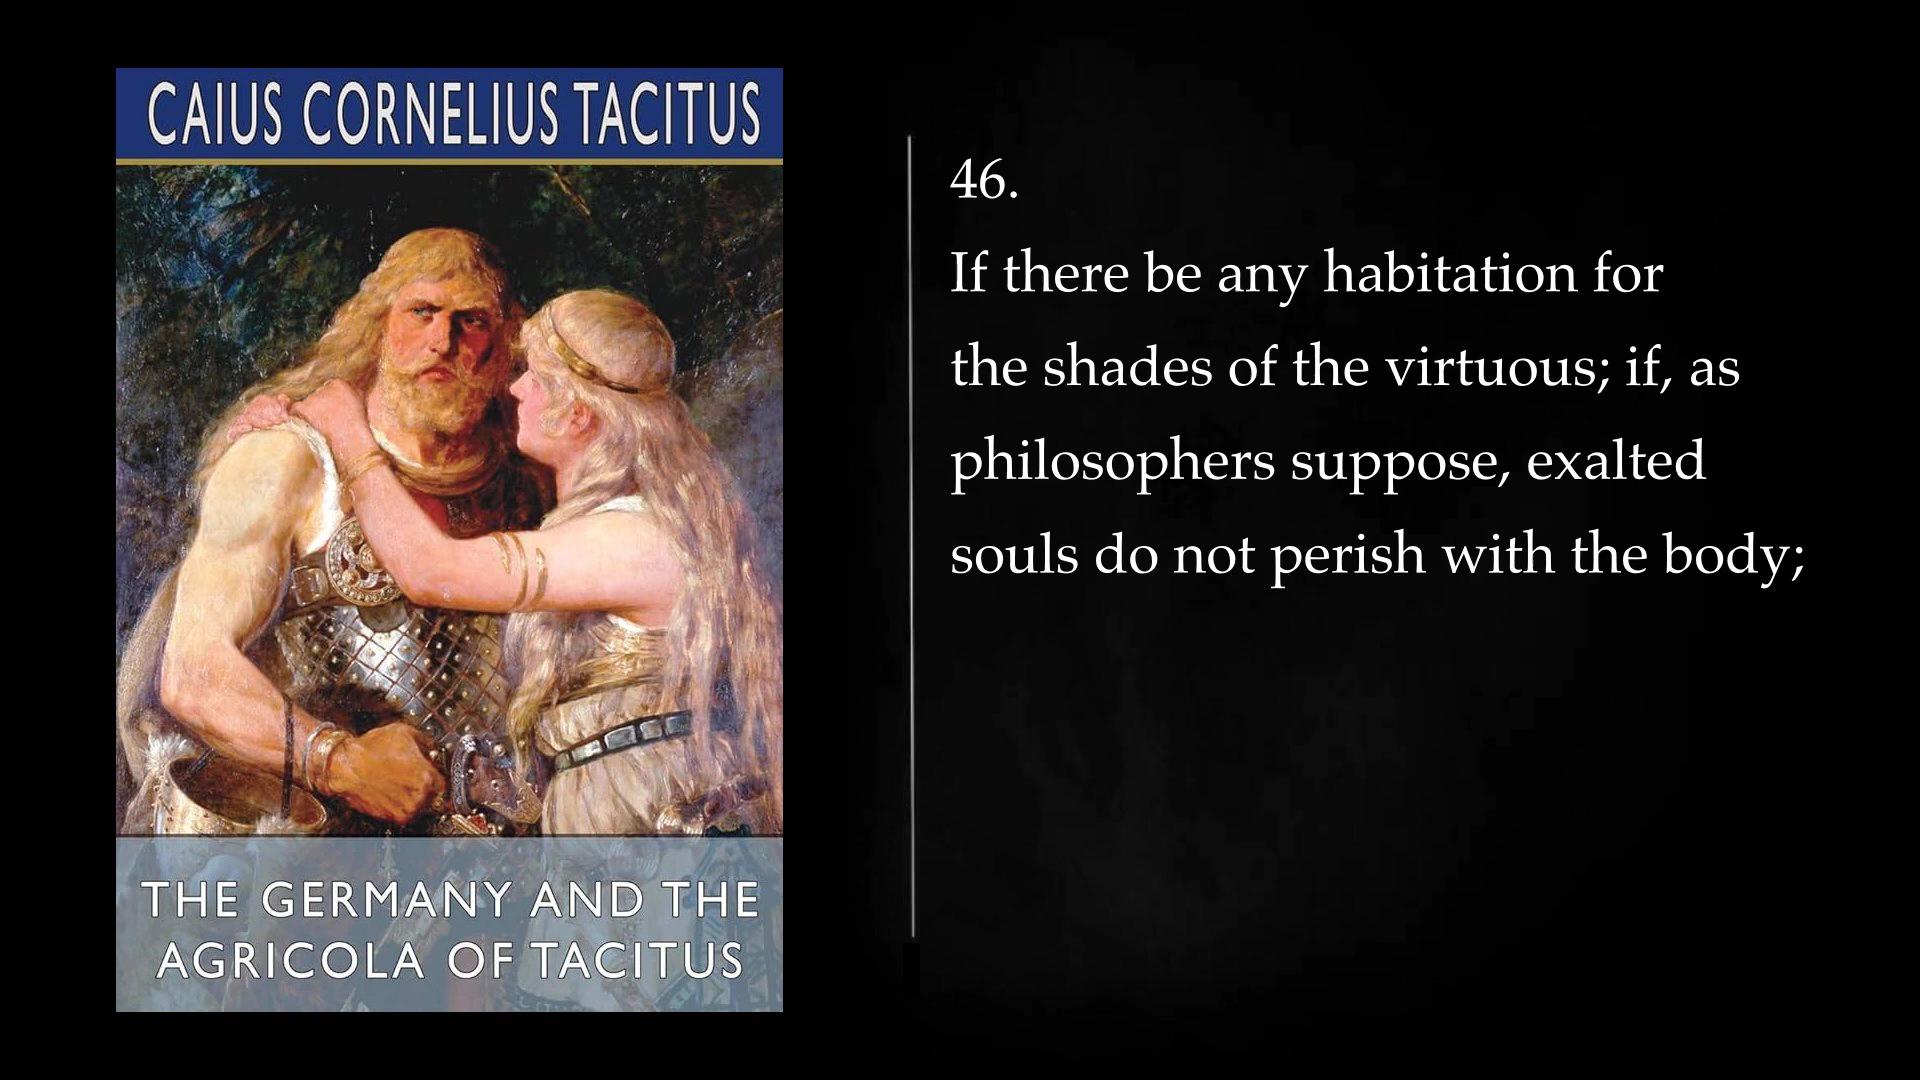 CAIUS CORNELIUS TACITUS
THE GERMANY AND THE
AGRICOLA OF TACITUS
46.
If there be any habitation for
the shades of the virtuous; if, as
philosophers suppose, exalted
souls do not perish with the body;